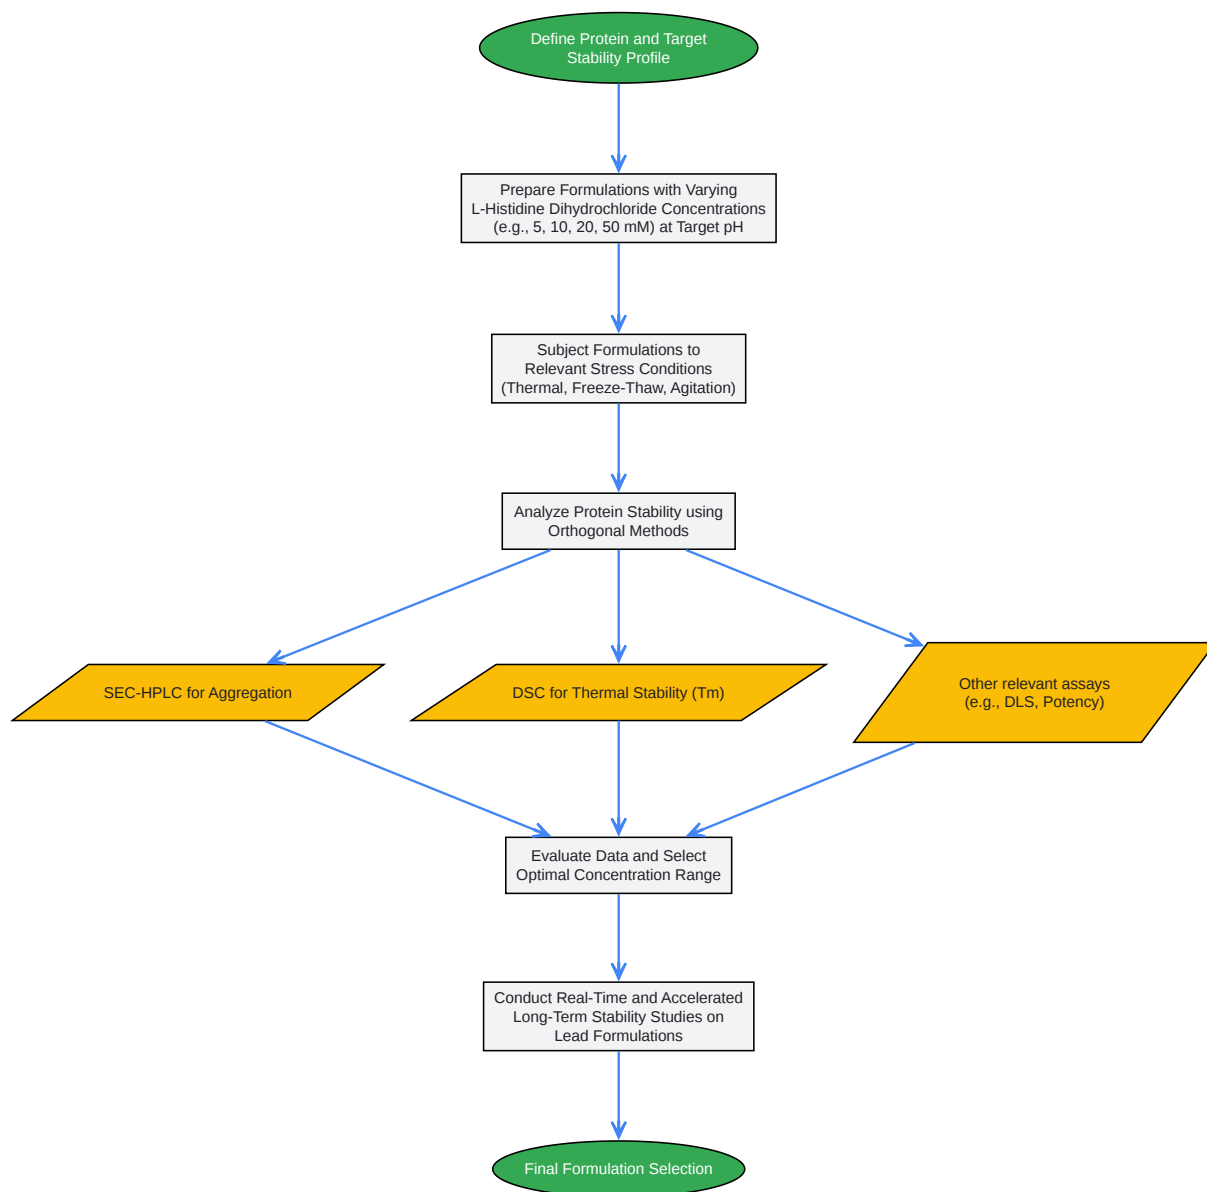 Define Protein and Target
Stability Profile
Prepare Formulations with Varying
L-Histidine Dihydrochloride Concentrations
(e.g., 5, 10, 20, 50 mM) at Target pH
Subject Formulations to
Relevant Stress Conditions
(Thermal, Freeze-Thaw, Agitation)
Analyze Protein Stability using
Orthogonal Methods
SEC-HPLC for Aggregation
DSC for Thermal Stability (Tm)
Other relevant assays
(e.g., DLS, Potency)
Evaluate Data and Select
Optimal Concentration Range
Conduct Real-Time and Accelerated
Long-Term Stability Studies on
Lead Formulations
Final Formulation Selection